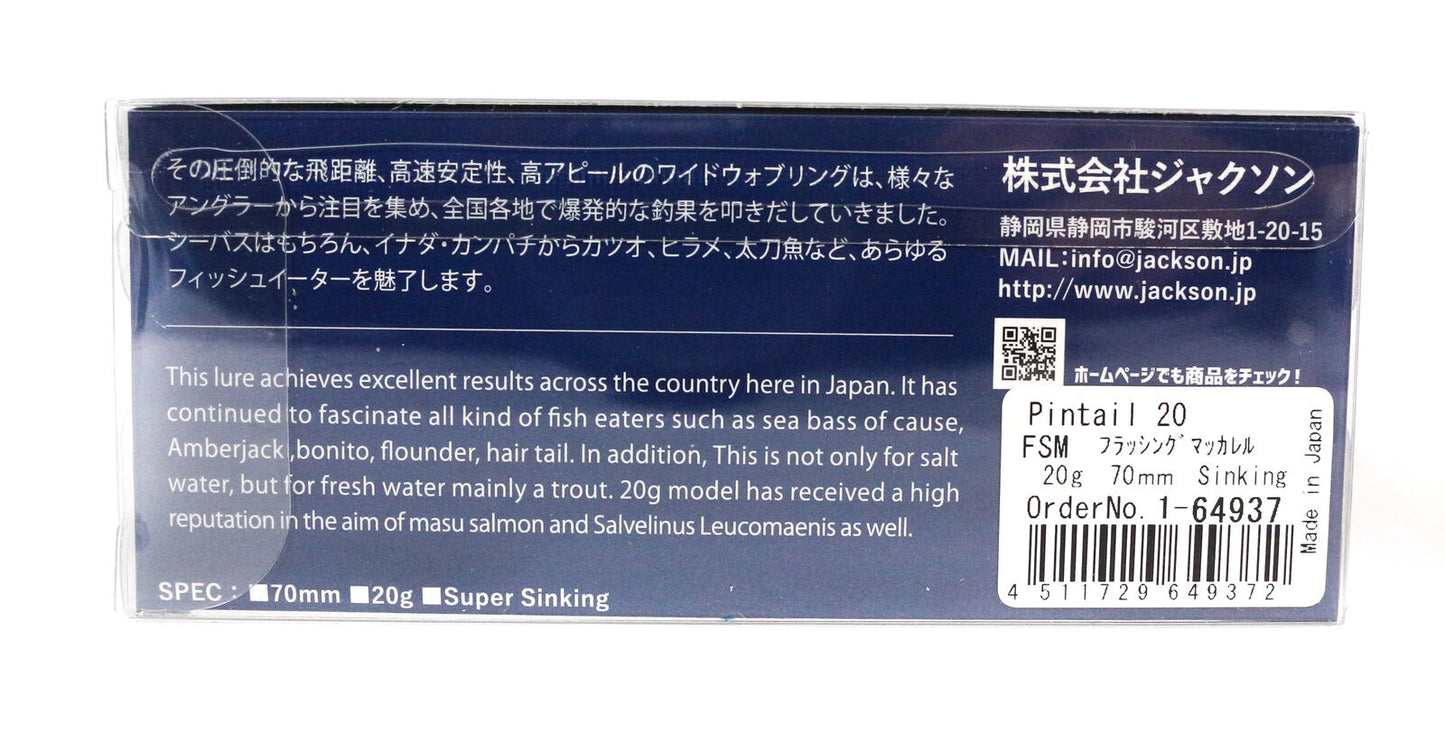 その圧倒的な飛距離、高速安定性、高アピールのワイドウォブリングは、様々な
アングラーから注目を集め、全国各地で爆発的な釣果を叩きだしていきました。
シーバスはもちろん、イナダ・カンパチからカツオ、ヒラメ、太刀魚など、あらゆる
フィッシュイーターを魅了します。
This lure achieves excellent results across the country here in Japan. It has
continued to fascinate all kind of fish eaters such as sea bass of cause,
Amberjack ,bonito, flounder, hair tail. In addition, This is not only for salt
water, but for fresh water mainly a trout. 20g model has received a high
reputation in the aim of masu salmon and Salvelinus Leucomaenis as well.
SPEC : ■70mm ■20g ■Super Sinking
株式会社ジャクソン
静岡県静岡市駿河区敷地1-20-15
MAIL:info@jackson.jp
http://www.jackson.jp
ホームページでも商品をチェック!
Pintail 20
FSM フラッシングマッカレル
20g 70mm Sinking
OrderNo. 1-64937
4 511729 649372
Made in Japan